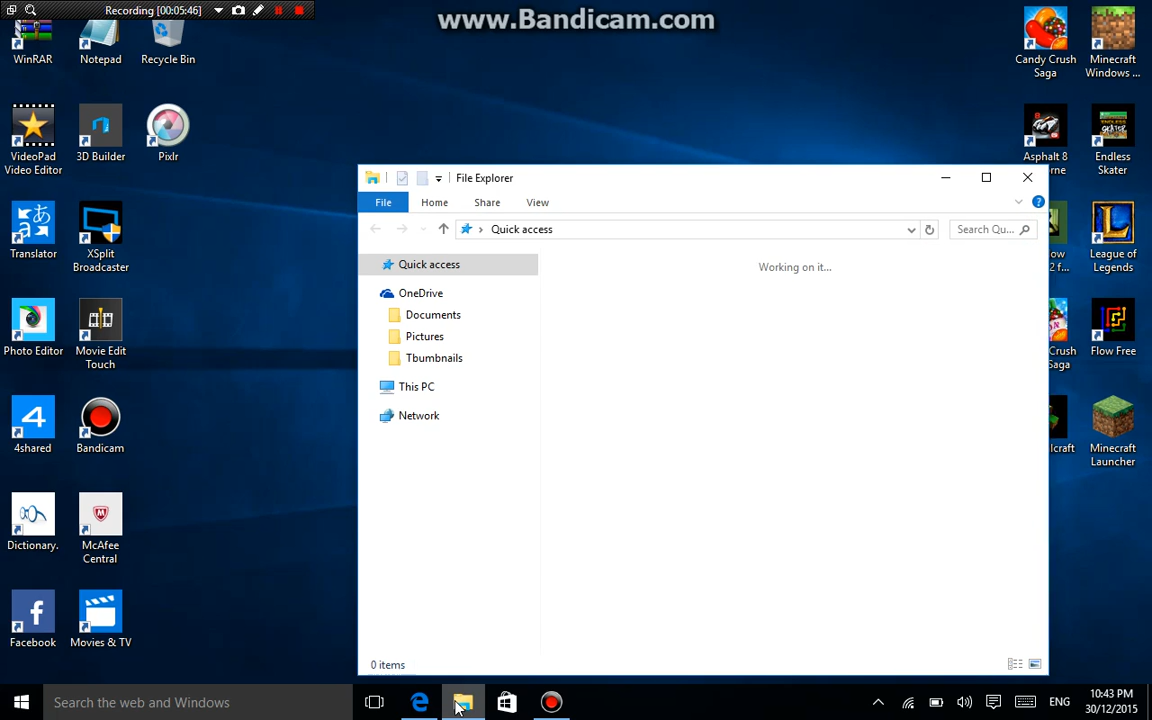 Recording [00:05:46]
www.Bandicam.com
WinRAR
Notepad
Recycle Bin
Candy Crush
Saga
Minecraft
Windows ...
VideoPad
Video Editor
3D Builder
Pixlr
Asphalt 8
Endless
Skater
File Explorer
File
Home
Share
View
Quick access
Search Qu...
Translator
XSplit
Broadcaster
League of
Legends
Quick access
Working on it...
OneDrive
Documents
Pictures
Tbumbnails
This PC
Network
Photo Editor
Movie Edit
Touch
Crush
Saga
Flow Free
4
4shared
Bandicam
Minecraft
Launcher
Dictionary.
McAfee
Central
Facebook
Movies & TV
0 items
Search the web and Windows
ENG
10:43 PM
30/12/2015